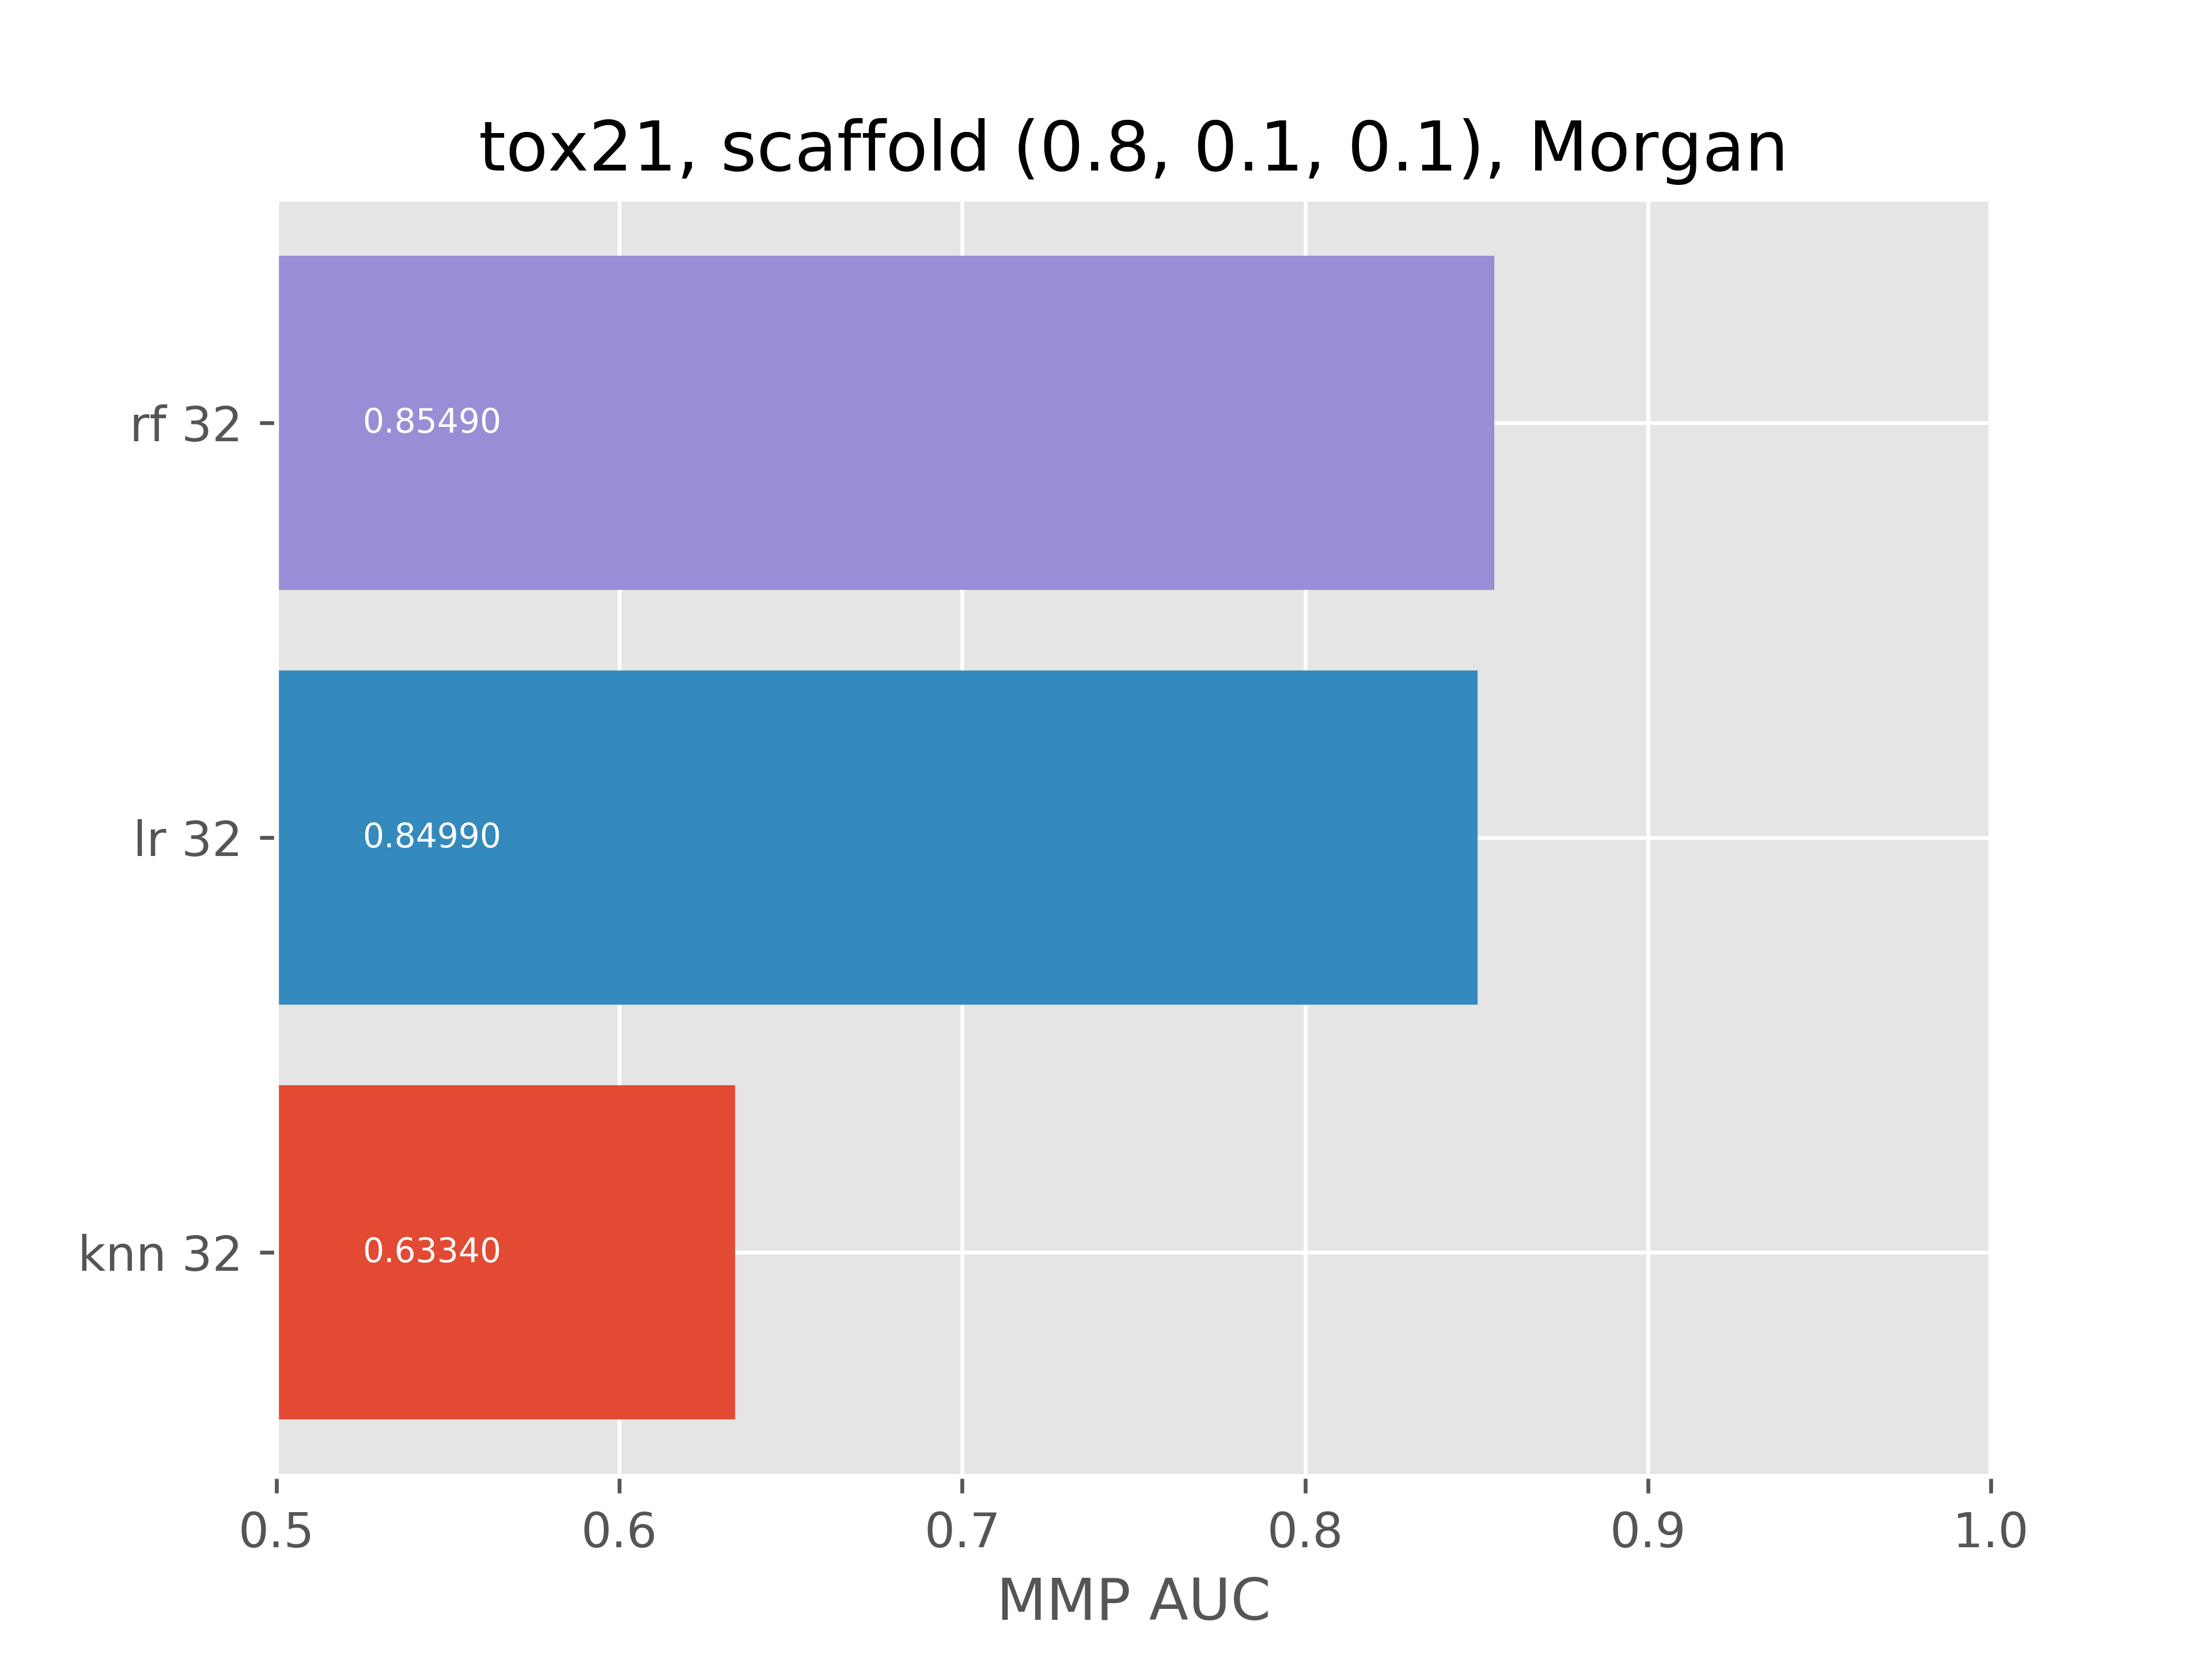 tox21, scaffold (0.8, 0.1, 0.1), Morgan
rf 32
0.85490
lr 32
0.84990
knn 32
0.63340
0.5 0.6 0.7 0.8 0.9 1.0
MMP AUC